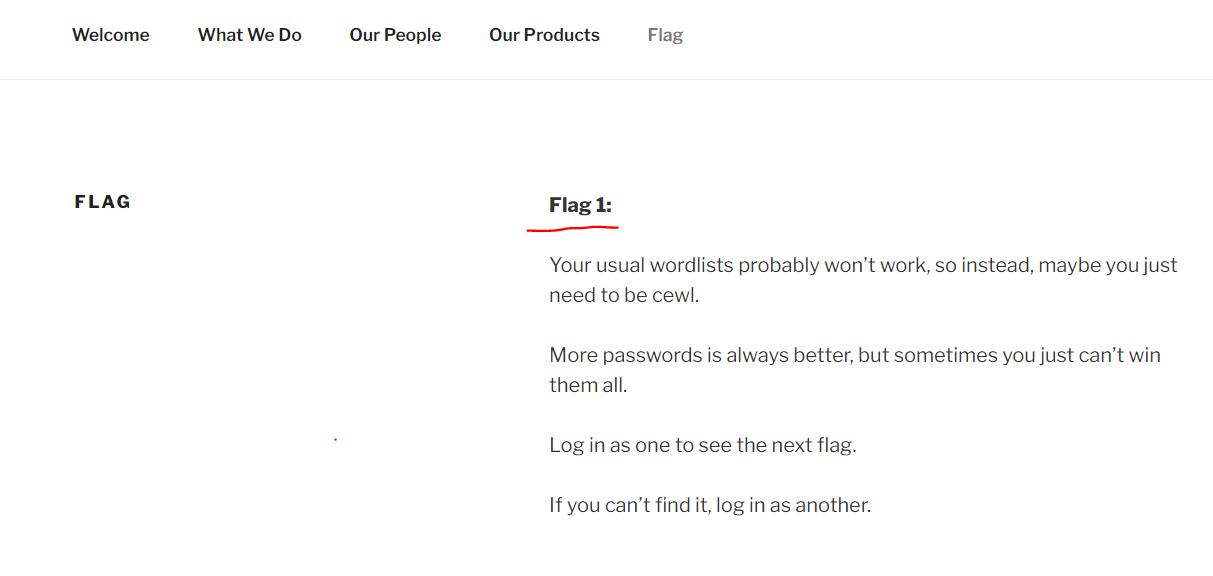 Welcome What We Do Our People Our Products Flag
FLAG
Flag 1:
Your usual wordlists probably won’t work, so instead, maybe you just
need to be cewl.
More passwords is always better, but sometimes you just can’t win
them all.
Log in as one to see the next flag.
If you can’t find it, log in as another.